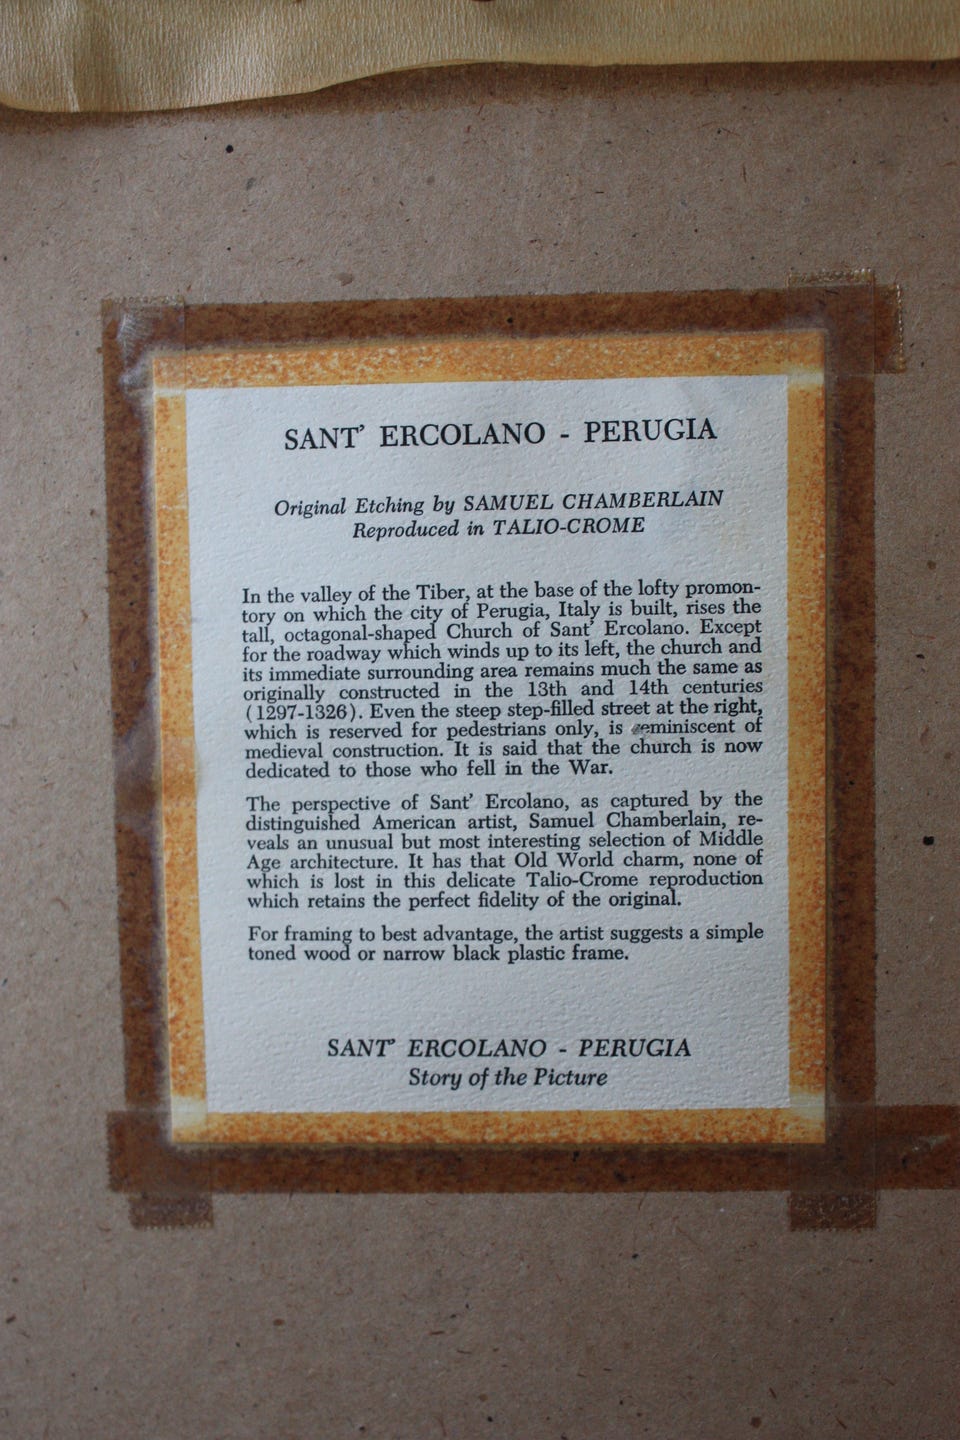 SANT' ERCOLANO - PERUGIA
Original Etching by SAMUEL CHAMBERLAIN
Reproduced in TALIO-CROME
In the valley of the Tiber, at the base of the lofty promon-
tory on which the city of Perugia, Italy is built, rises the
tall, octagonal-shaped Church of Sant' Ercolano. Except
for the roadway which winds up to its left, the church and
its immediate surrounding area remains much the same as
originally constructed in the 13th and 14th centuries
(1297-1326). Even the steep step-filled street at the right,
which is reserved for pedestrians only, is reminiscent of
medieval construction. It is said that the church is now
dedicated to those who fell in the War.
The perspective of Sant' Ercolano, as captured by the
distinguished American artist, Samuel Chamberlain, re-
veals an unusual but most interesting selection of Middle
Age architecture. It has that Old World charm, none of
which is lost in this delicate Talio-Crome reproduction
which retains the perfect fidelity of the original.
For framing to best advantage, the artist suggests a simple
toned wood or narrow black plastic frame.
SANT' ERCOLANO - PERUGIA
Story of the Picture